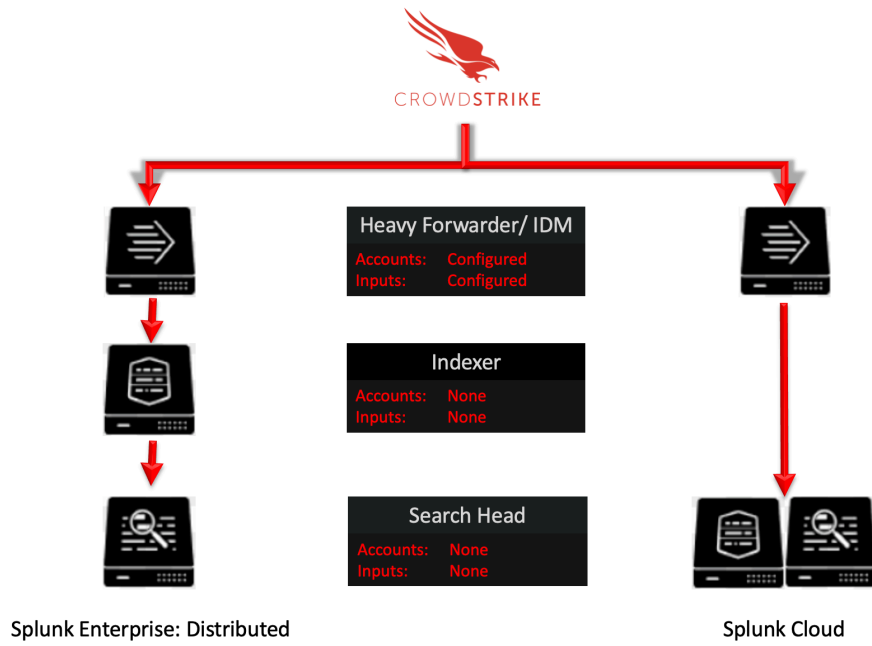 CROWDSTRIKE
Heavy Forwarder/ IDM
Accounts: Configured
Inputs: Configured
Indexer
Accounts: None
Inputs: None
Search Head
Accounts: None
Inputs: None
Splunk Enterprise: Distributed
Splunk Cloud